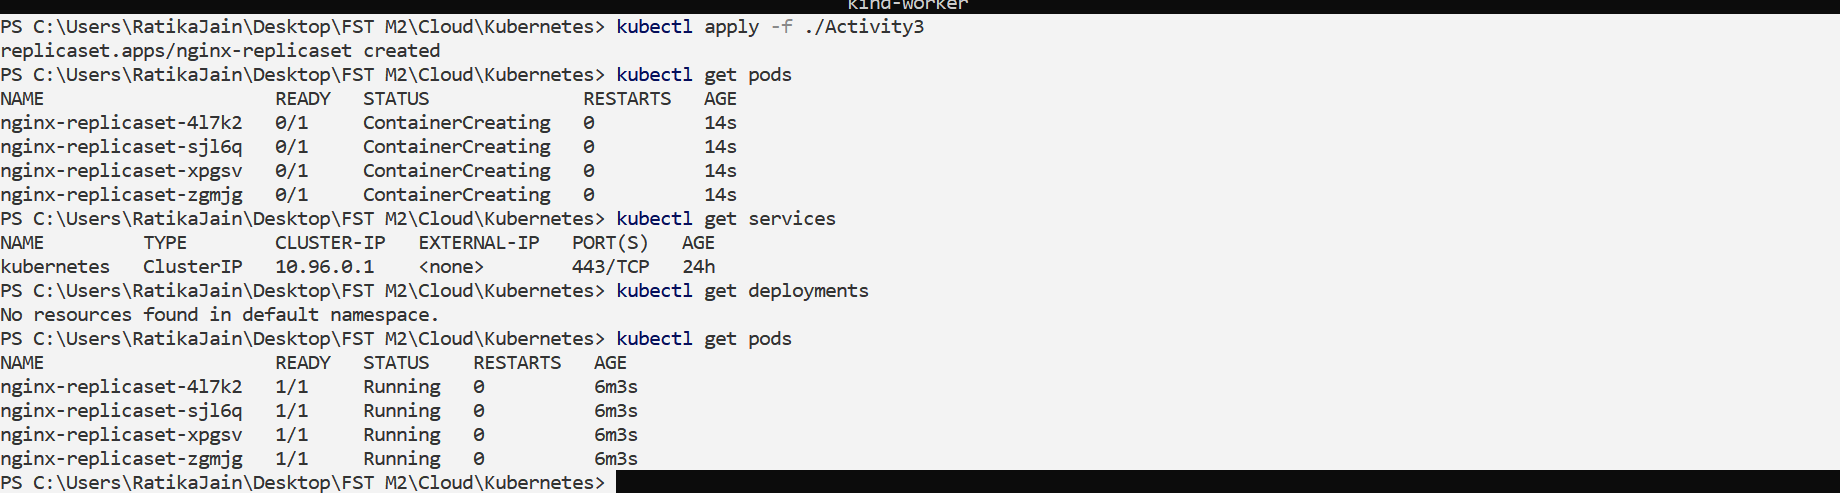 kind-worker
PS C:\Users\RatikaJain\Desktop\FST M2\Cloud\Kubernetes> kubectl apply -f ./Activity3
replicaset.apps/nginx-replicaset created
PS C:\Users\RatikaJain\Desktop\FST M2\Cloud\Kubernetes> kubectl get pods
NAME                     READY   STATUS              RESTARTS   AGE
nginx-replicaset-4l7k2   0/1     ContainerCreating   0          14s
nginx-replicaset-sjl6q   0/1     ContainerCreating   0          14s
nginx-replicaset-xpgsv   0/1     ContainerCreating   0          14s
nginx-replicaset-zgmjg   0/1     ContainerCreating   0          14s
PS C:\Users\RatikaJain\Desktop\FST M2\Cloud\Kubernetes> kubectl get services
NAME         TYPE        CLUSTER-IP   EXTERNAL-IP   PORT(S)   AGE
kubernetes   ClusterIP   10.96.0.1    <none>        443/TCP   24h
PS C:\Users\RatikaJain\Desktop\FST M2\Cloud\Kubernetes> kubectl get deployments
No resources found in default namespace.
PS C:\Users\RatikaJain\Desktop\FST M2\Cloud\Kubernetes> kubectl get pods
NAME                     READY   STATUS    RESTARTS   AGE
nginx-replicaset-4l7k2   1/1     Running   0          6m3s
nginx-replicaset-sjl6q   1/1     Running   0          6m3s
nginx-replicaset-xpgsv   1/1     Running   0          6m3s
nginx-replicaset-zgmjg   1/1     Running   0          6m3s
PS C:\Users\RatikaJain\Desktop\FST M2\Cloud\Kubernetes>